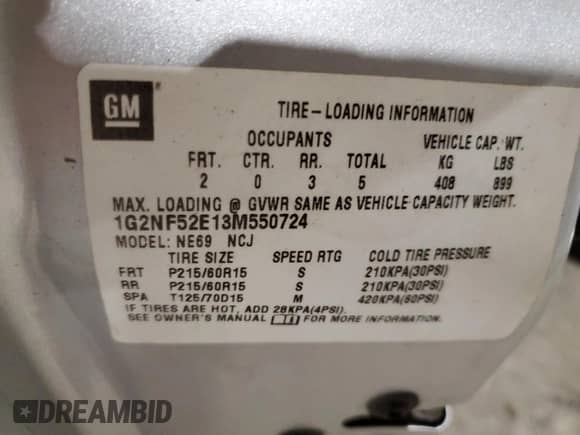 GM
TIRE-LOADING INFORMATION
OCCUPANTS VEHICLE CAP. WT.
FRT. CTR. RR. TOTAL KG LBS
2 0 3 5 408 899
MAX. LOADING @ GVWR SAME AS VEHICLE CAPACITY WEIGHT.
1G2NF52E13M550724
MODEL: NE69 NCJ
TIRE SIZE SPEED RTG COLD TIRE PRESSURE
FRT P215/60R15 S 210KPA(30PSI)
RR P215/60R15 S 210KPA(30PSI)
SPA T125/70D15 M 420KPA(60PSI)
IF TIRES ARE HOT, ADD 28KPA(4PSI)
SEE OWNER'S MANUAL FOR MORE INFORMATION.
DREAMBID